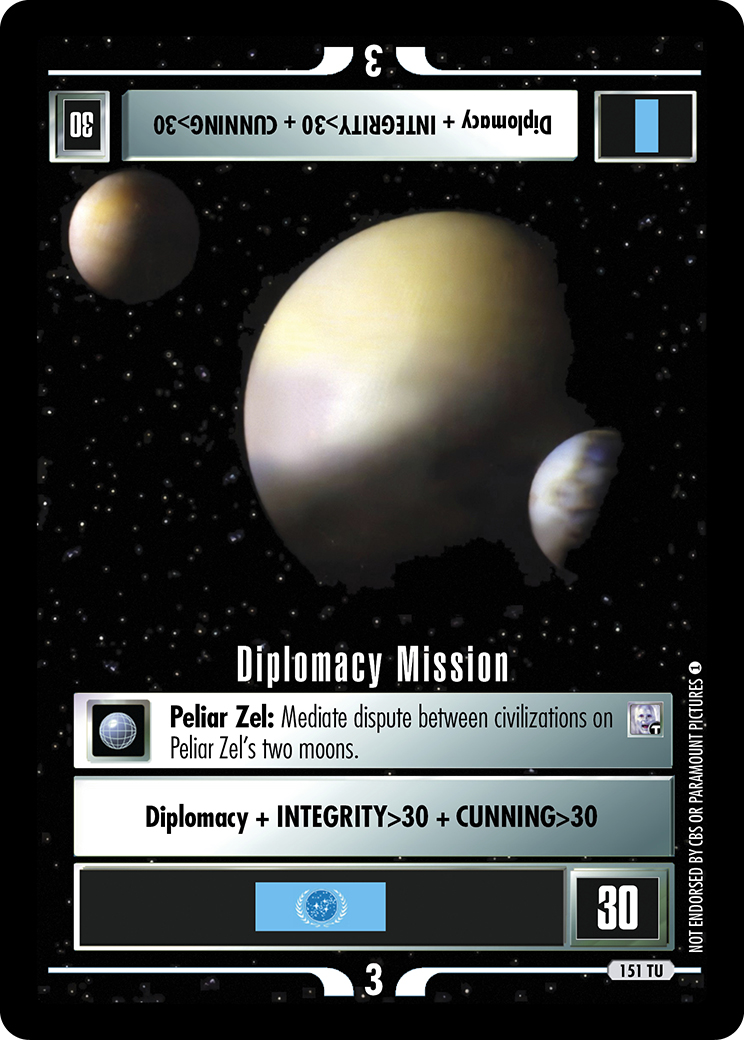 3
30
Diplomacy + INTEGRITY>30 + CUNNING>30
Diplomacy Mission
Peliar Zel: Mediate dispute between civilizations on
Peliar Zel's two moons.
T
Diplomacy + INTEGRITY>30 + CUNNING>30
30
3
151 TU
NOT ENDORSED BY CBS OR PARAMOUNT PICTURES 1